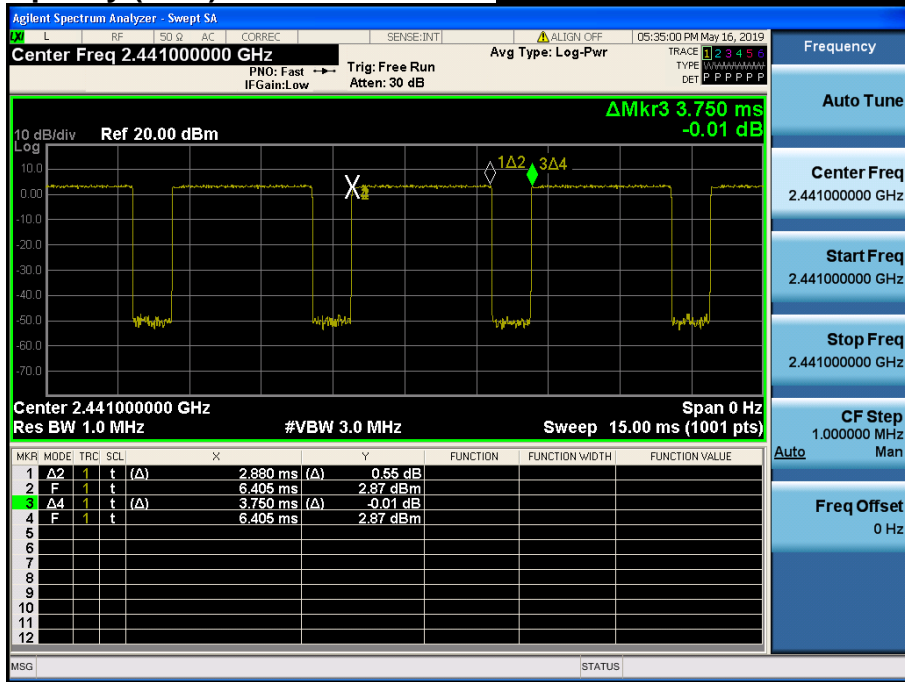 Agilent Spectrum Analyzer - Swept SA
LXI L RF 50 Ω AC CORREC SENSE:INT ALIGN OFF 05:35:00 PM May 16, 2019
Center Freq 2.441000000 GHz
PNO: Fast
IFGain:Low
Trig: Free Run
Atten: 30 dB
Avg Type: Log-Pwr
TRACE 1 2 3 4 5 6
TYPE
DET P P P P P P
ΔMkr3 3.750 ms
-0.01 dB
10 dB/div Ref 20.00 dBm
Log
10.0
0.00
-10.0
-20.0
-30.0
-40.0
-50.0
-60.0
-70.0
X
1Δ2
3Δ4
Center 2.441000000 GHz Span 0 Hz
Res BW 1.0 MHz #VBW 3.0 MHz Sweep 15.00 ms (1001 pts)
MKR MODE TRC SCL X Y FUNCTION FUNCTION WIDTH FUNCTION VALUE
1 Δ2 1 t (Δ) 2.880 ms (Δ) 0.55 dB
2 F 1 t 6.405 ms 2.87 dBm
3 Δ4 1 t (Δ) 3.750 ms (Δ) -0.01 dB
4 F 1 t 6.405 ms 2.87 dBm
5
6
7
8
9
10
11
12
MSG STATUS
Frequency
Auto Tune
Center Freq
2.441000000 GHz
Start Freq
2.441000000 GHz
Stop Freq
2.441000000 GHz
CF Step
1.000000 MHz
Auto Man
Freq Offset
0 Hz